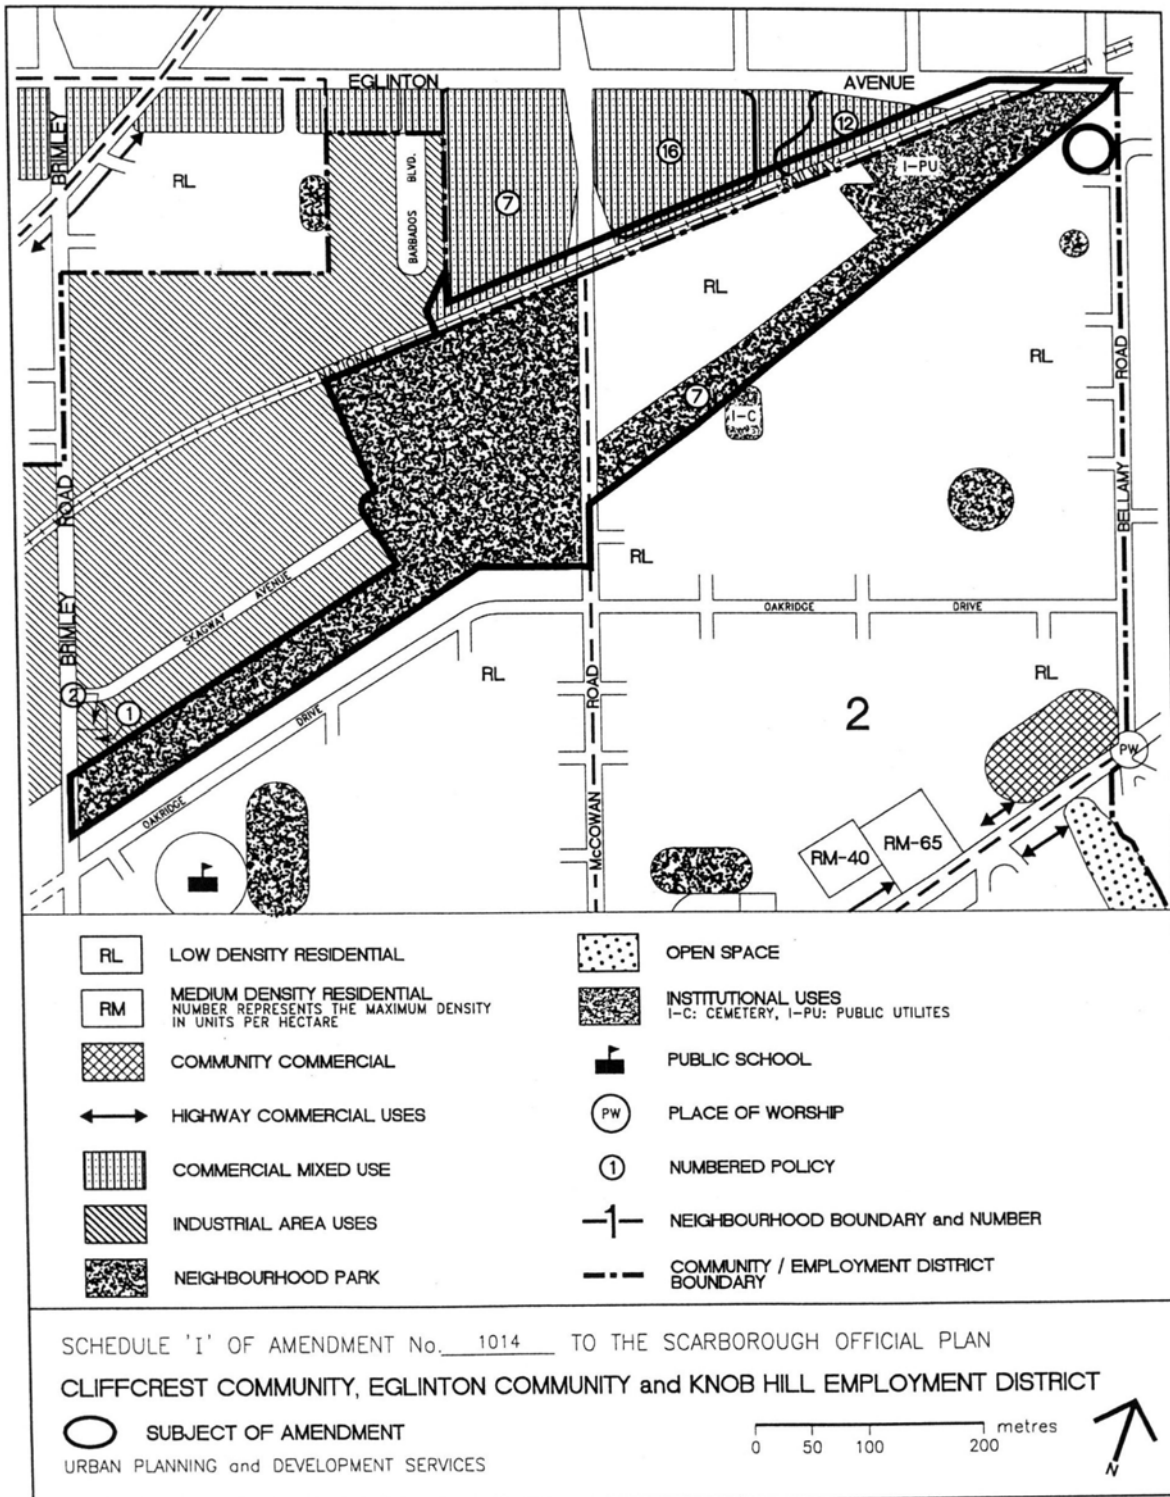 EGLINTON AVENUE
BRIMLEY
RL
BARBADOS BLVD.
12
16
I-PU
7
RL
RL
NATIONAL
RAILWAY
7
I-C
ROAD
BELLAMY ROAD
RL
SKAGWAY AVENUE
OAKRIDGE DRIVE
BRIMLEY
RL
RL
2
1
McCOWAN ROAD
2
PW
OAKRIDGE DRIVE
RM-40
RM-65
RL LOW DENSITY RESIDENTIAL
RM MEDIUM DENSITY RESIDENTIAL
NUMBER REPRESENTS THE MAXIMUM DENSITY
IN UNITS PER HECTARE
COMMUNITY COMMERCIAL
HIGHWAY COMMERCIAL USES
COMMERCIAL MIXED USE
INDUSTRIAL AREA USES
NEIGHBOURHOOD PARK
OPEN SPACE
INSTITUTIONAL USES
I-C: CEMETERY, I-PU: PUBLIC UTILITES
PUBLIC SCHOOL
PW PLACE OF WORSHIP
1 NUMBERED POLICY
1 NEIGHBOURHOOD BOUNDARY and NUMBER
COMMUNITY / EMPLOYMENT DISTRICT
BOUNDARY
SCHEDULE 'I' OF AMENDMENT No. 1014 TO THE SCARBOROUGH OFFICIAL PLAN
CLIFFCREST COMMUNITY, EGLINTON COMMUNITY and KNOB HILL EMPLOYMENT DISTRICT
SUBJECT OF AMENDMENT
URBAN PLANNING and DEVELOPMENT SERVICES
metres
0 50 100 200
N